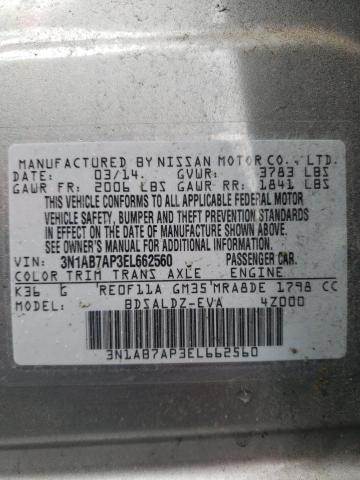 MANUFACTURED BY NISSAN MOTOR CO., LTD.
DATE: 03/14. GVWR: 3783 LBS
GAWR FR: 2006 LBS GAWR RR: 1841 LBS
THIS VEHICLE CONFORMS TO ALL APPLICABLE FEDERAL MOTOR
VEHICLE SAFETY, BUMPER AND THEFT PREVENTION STANDARDS
IN EFFECT ON THE DATE OF MANUFACTURE SHOWN ABOVE.
SEE OWNER'S MANUAL FOR ADDITIONAL INFORMATION
VIN: 3N1AB7AP3EL662560 PASSENGER CAR.
COLOR TRIM TRANS AXLE ENGINE
K36 G RE0F11A GM35 MRA8DE 1798 CC
MODEL: BDSALDZ-EVA 4Z000
3N1AB7AP3EL662560